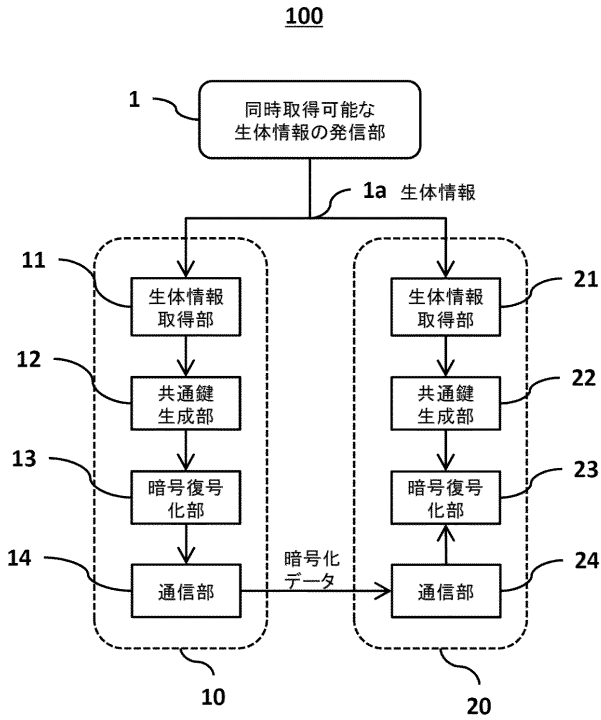 100
1
同時取得可能な
生体情報の発信部
1a 生体情報
11
生体情報
取得部
21
生体情報
取得部
12
共通鍵
生成部
22
共通鍵
生成部
13
暗号復号
化部
23
暗号復号
化部
14
通信部
暗号化
データ
24
通信部
10
20